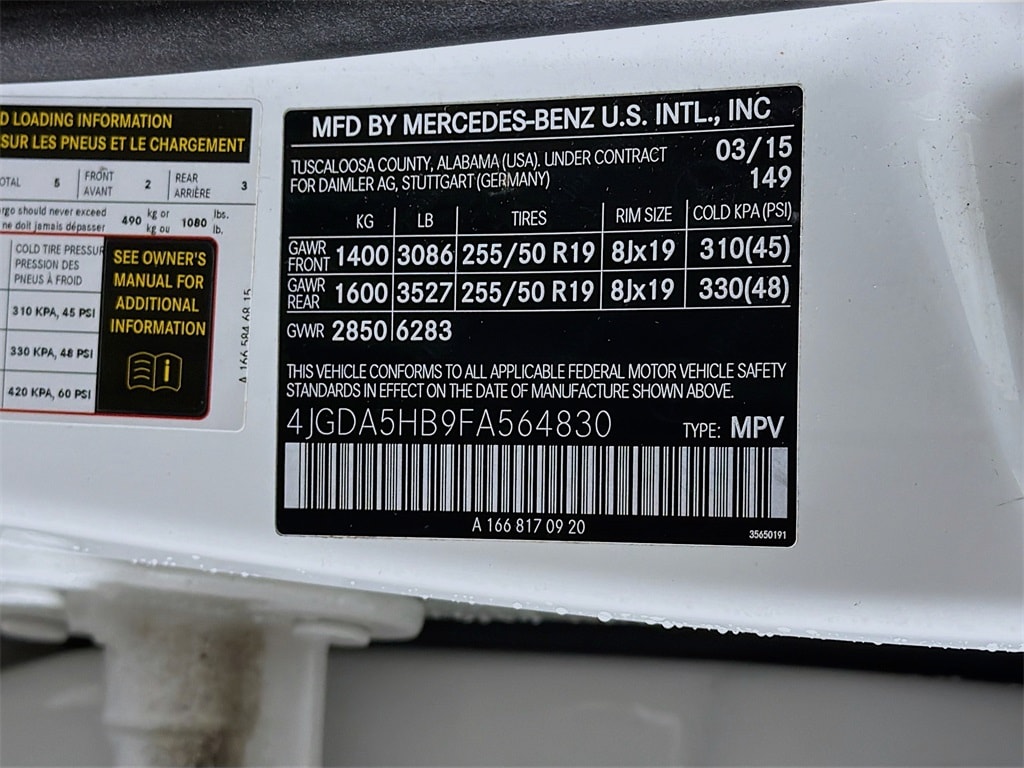 D LOADING INFORMATION
SUR LES PNEUS ET LE CHARGEMENT
OTAL 5 FRONT AVANT 2 REAR ARRIÈRE 3
rgo should never exceed 490 kg or 1080 lbs.
ne doit jamais dépasser kg ou lb.
COLD TIRE PRESSUR
PRESSION DES
PNEUS À FROID
310 KPA, 45 PSI
330 KPA, 48 PSI
420 KPA, 60 PSI
SEE OWNER'S
MANUAL FOR
ADDITIONAL
INFORMATION
i
A 166 584 68 15
MFD BY MERCEDES-BENZ U.S. INTL., INC
TUSCALOOSA COUNTY, ALABAMA (USA). UNDER CONTRACT 03/15
FOR DAIMLER AG, STUTTGART (GERMANY) 149
KG LB TIRES RIM SIZE COLD KPA (PSI)
GAWR FRONT 1400 3086 255/50 R19 8Jx19 310(45)
GAWR REAR 1600 3527 255/50 R19 8Jx19 330(48)
GVWR 2850 6283
THIS VEHICLE CONFORMS TO ALL APPLICABLE FEDERAL MOTOR VEHICLE SAFETY
STANDARDS IN EFFECT ON THE DATE OF MANUFACTURE SHOWN ABOVE.
4JGDA5HB9FA564830 TYPE: MPV
A 166 817 09 20
35650191